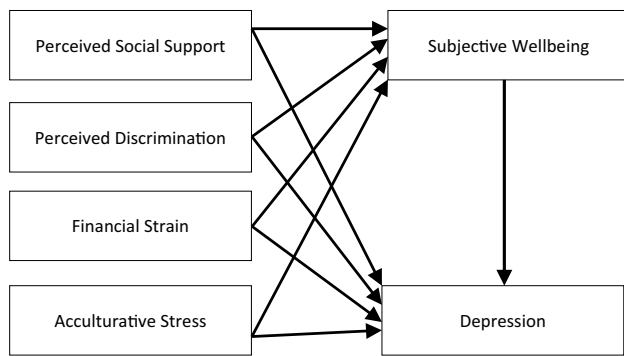 Perceived Social Support
Subjective Wellbeing
Perceived Discrimination
Financial Strain
Acculturative Stress
Depression